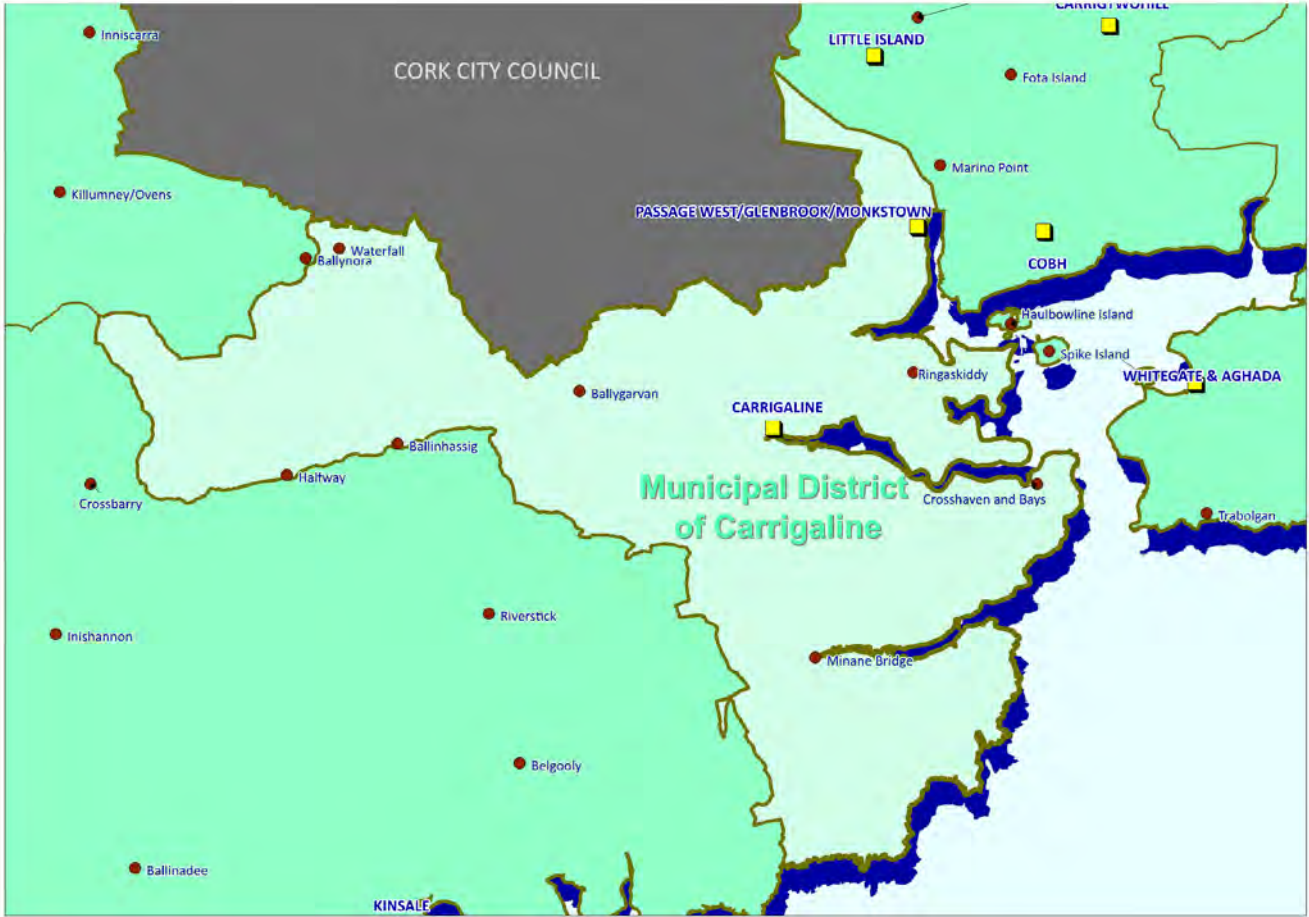 CARRIGTWOHILL
Inniscarra
LITTLE ISLAND
CORK CITY COUNCIL
Fota Island
Marino Point
Killumney/Ovens
PASSAGE WEST/GLENBROOK/MONKSTOWN
Waterfall
Ballynora
COBH
Haulbowline Island
Spike Island
Ringaskiddy
WHITEGATE & AGHADA
Ballygarvan
CARRIGALINE
Ballinhassig
Halfway
Municipal District
of Carrigaline
Crossbarry
Crosshaven and Bays
Trabolgan
Riverstick
Inishannon
Minane Bridge
Belgooly
Ballinadee
KINSALE